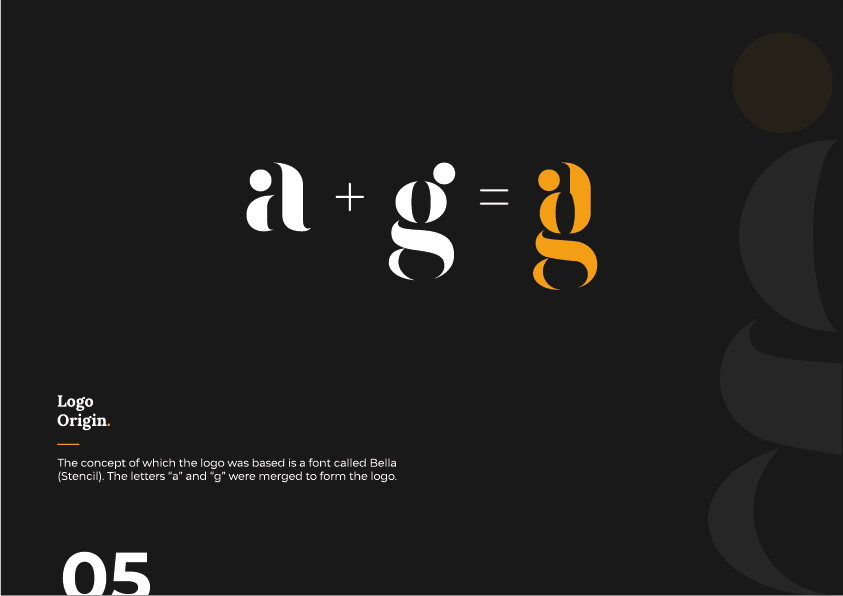 a + g = ag
Logo
Origin.
The concept of which the logo was based is a font called Bella
(Stencil). The letters “a” and “g” were merged to form the logo.
05